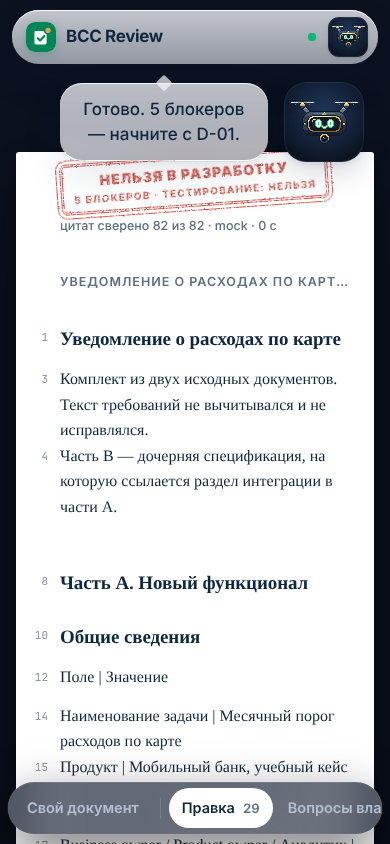 BCC Review
Готово. 5 блокеров
— начните с D-01.
НЕЛЬЗЯ В РАЗРАБОТКУ
5 БЛОКЕРОВ · ТЕСТИРОВАНИЕ: НЕЛЬЗЯ
цитат сверено 82 из 82 · mock · 0 с
УВЕДОМЛЕНИЕ О РАСХОДАХ ПО КАРТ...
1 Уведомление о расходах по карте
3 Комплект из двух исходных документов.
Текст требований не вычитывался и не
исправлялся.
4 Часть B — дочерняя спецификация, на
которую ссылается раздел интеграции в
части A.
8 Часть A. Новый функционал
10 Общие сведения
12 Поле | Значение
14 Наименование задачи | Месячный порог
расходов по карте
15 Продукт | Мобильный банк, учебный кейс
Свой документ
Правка 29
Вопросы вла